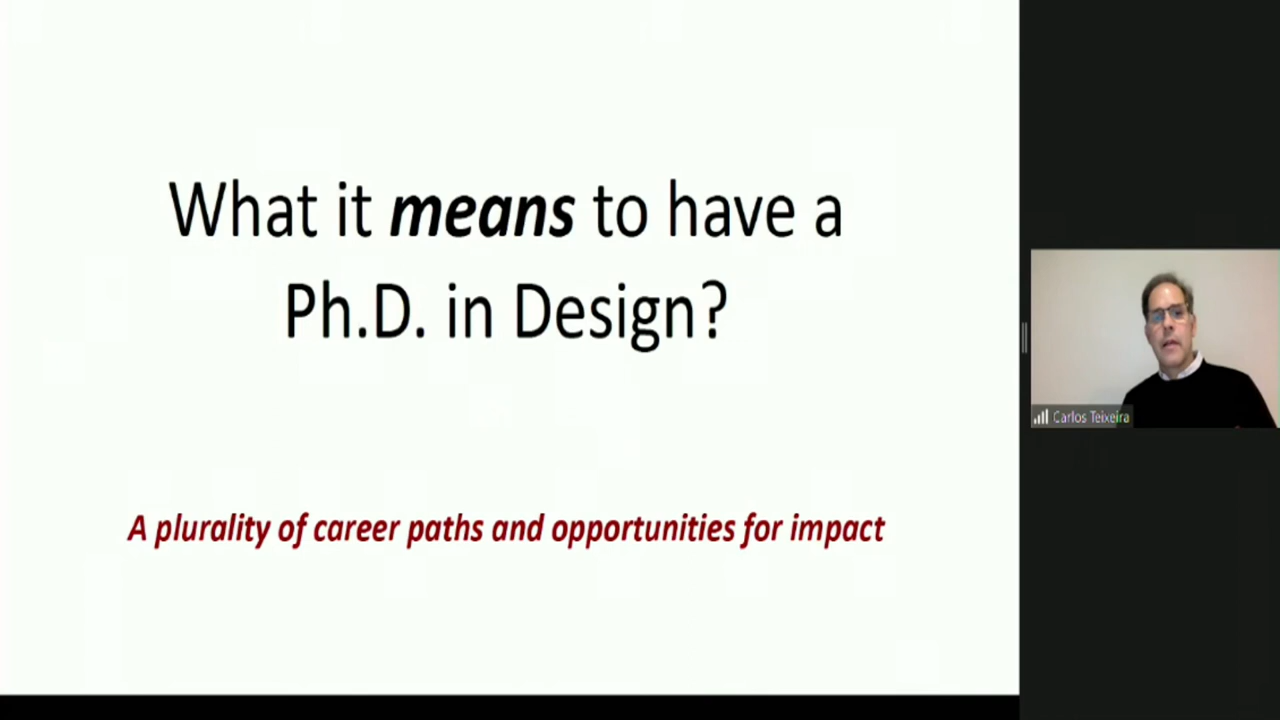 What it means to have a
Ph.D. in Design?
A plurality of career paths and opportunities for impact
Carlos Teixeira